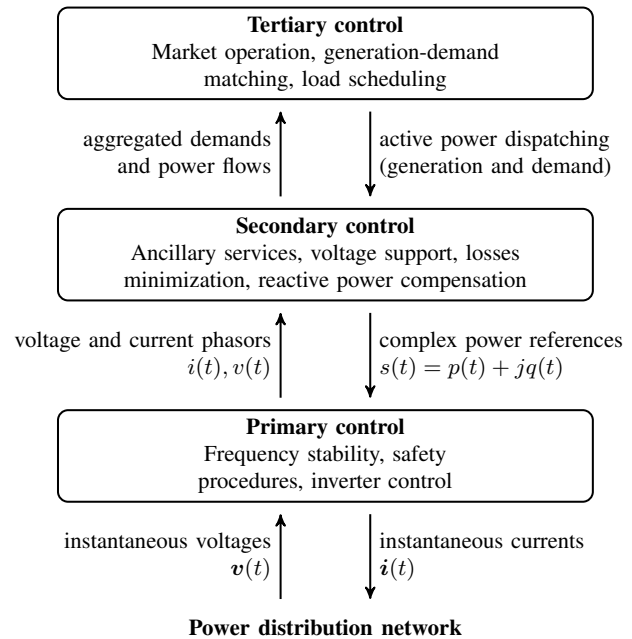 Tertiary control
Market operation, generation-demand
matching, load scheduling
aggregated demands
and power flows
active power dispatching
(generation and demand)
Secondary control
Ancillary services, voltage support, losses
minimization, reactive power compensation
voltage and current phasors
i(t), v(t)
complex power references
s(t) = p(t) + jq(t)
Primary control
Frequency stability, safety
procedures, inverter control
instantaneous voltages
v(t)
instantaneous currents
i(t)
Power distribution network